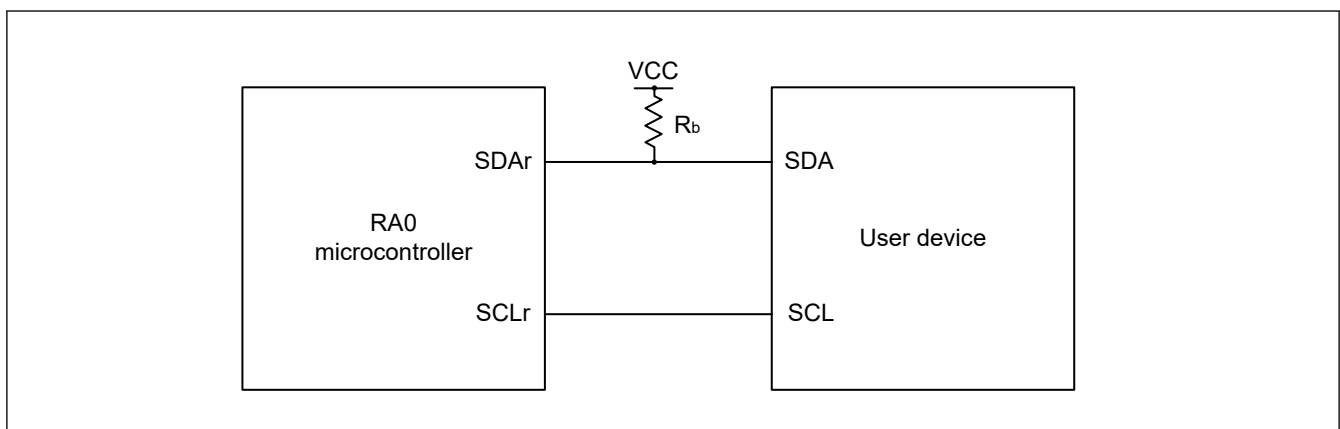 VCC
Rb
SDAr
SDA
RA0
microcontroller
User device
SCLr
SCL